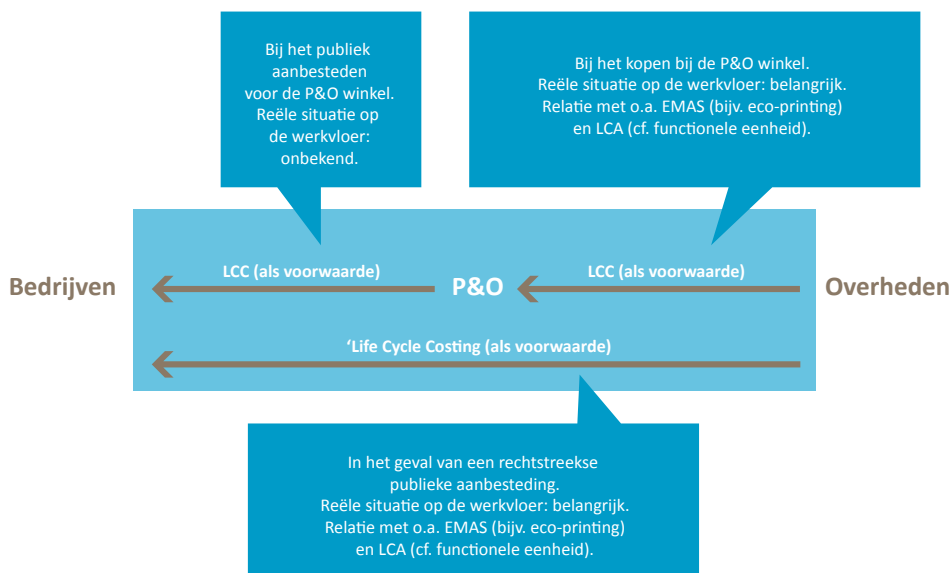 Bij het publiek
aanbesteden
voor de P&O winkel.
Reële situatie op
de werkvloer:
onbekend.
Bij het kopen bij de P&O winkel.
Reële situatie op de werkvloer: belangrijk.
Relatie met o.a. EMAS (bijv. eco-printing)
en LCA (cf. functionele eenheid).
LCC (als voorwaarde)
LCC (als voorwaarde)
Bedrijven
P&O
Overheden
‘Life Cycle Costing (als voorwaarde)
In het geval van een rechtstreekse
publieke aanbesteding.
Reële situatie op de werkvloer: belangrijk.
Relatie met o.a. EMAS (bijv. eco-printing)
en LCA (cf. functionele eenheid).